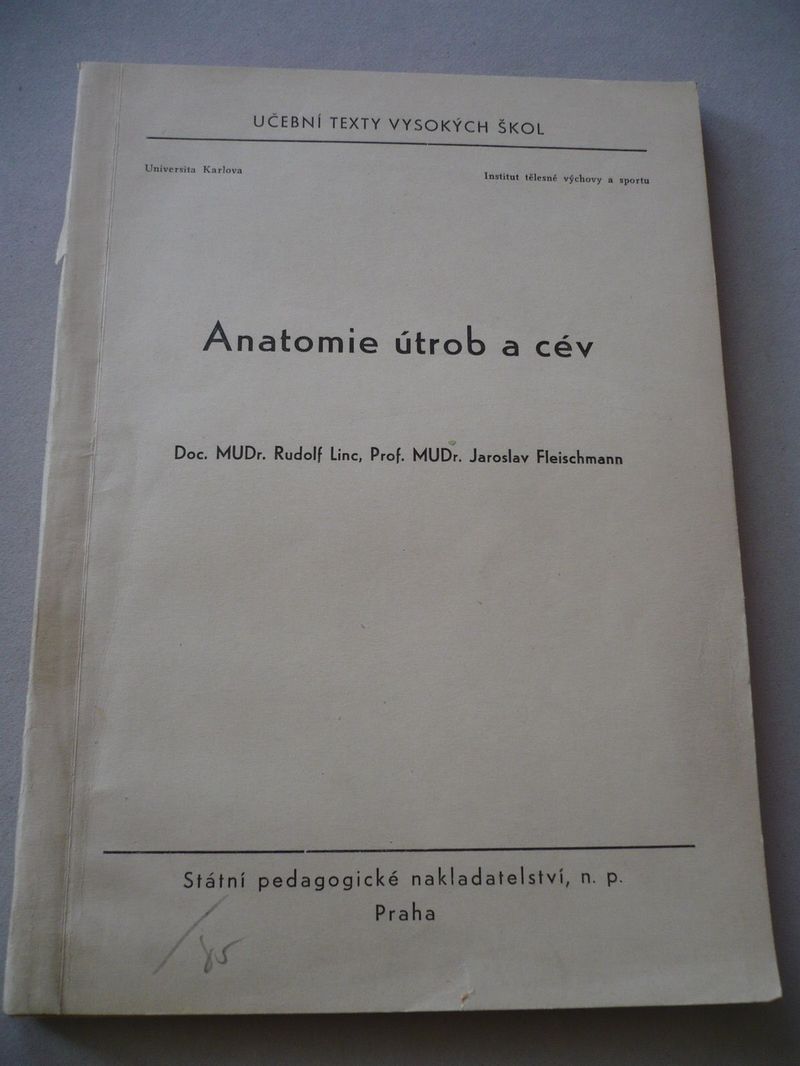 UČEBNÍ TEXTY VYSOKÝCH ŠKOL
Universita Karlova
Institut tělesné výchovy a sportu
Anatomie útrob a cév
Doc. MUDr. Rudolf Linc, Prof. MUDr. Jaroslav Fleischmann
Státní pedagogické nakladatelství, n. p.
Praha